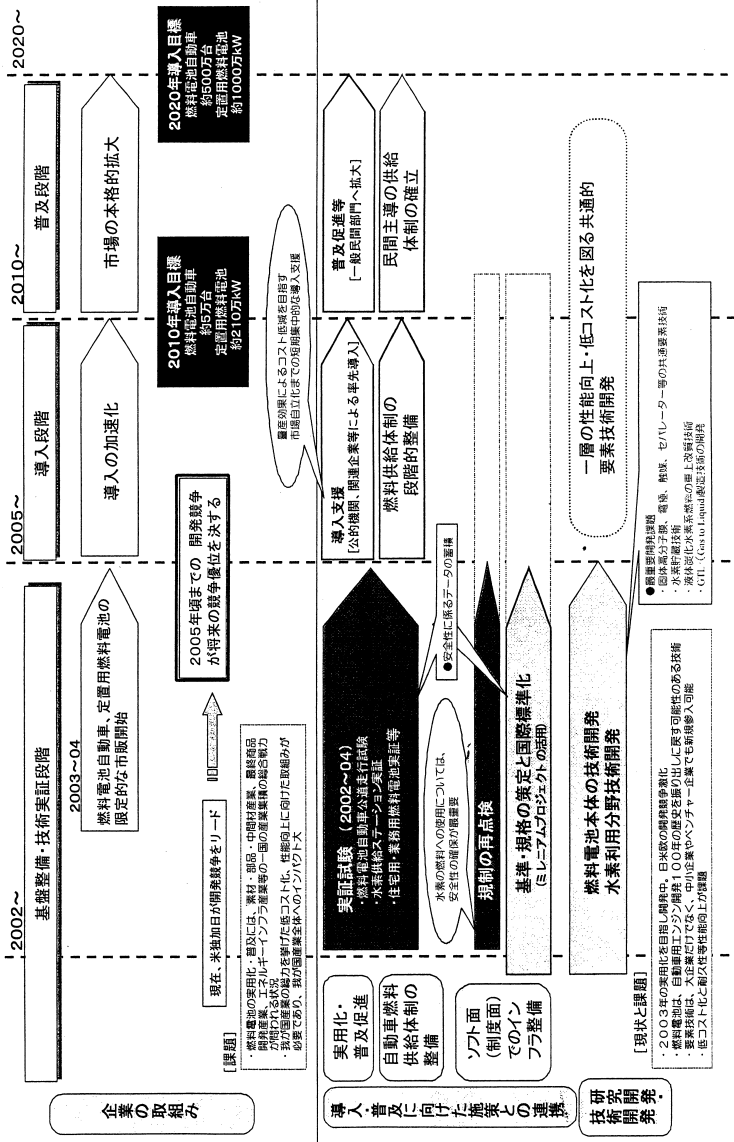 2002～
2005～
2010～
2020～
基盤整備・技術実証段階
導入段階
普及段階
企業の取組み
2003～04
燃料電池自動車、定置用燃料電池の
限定的な市販開始
導入の加速化
市場の本格的拡大
現在、米独加日が開発競争をリード
2005年頃までの 開発競争
が将来の競争優位を決する
2010年導入目標
燃料電池自動車
約5万台
定置用燃料電池
約210万kW
2020年導入目標
燃料電池自動車
約500万台
定置用燃料電池
約1000万kW
[課題]
・燃料電池の実用化・普及には、素材・部品・中間材産業、最終商品
開発産業、エネルギーインフラ産業等の一国の産業集積の総合戦力
が問われる状況
・我が国産業の総力を挙げた低コスト化、性能向上に向けた取組みが
必要であり、我が国産業全体へのインパクト大
量産効果によるコスト低減を目指す
市場自立化までの短期集中的な導入支援
導入・普及に向けた施策との連携
実用化・
普及促進
実証試験 (2002～04)
・燃料電池自動車公道走行試験
・水素供給ステーション実証
・住宅用・業務用燃料電池実証等
導入支援
[公的機関、関連企業等による率先導入]
普及促進等
[一般民間部門へ拡大]
自動車燃料
供給体制の
整備
燃料供給体制の
段階的整備
民間主導の供給
体制の確立
水素の燃料への使用については、
安全性の確保が最重要
●安全性に係るデータの蓄積
ソフト面
(制度面)
でのイン
フラ整備
規制の再点検
基準・規格の策定と国際標準化
(ミレニアムプロジェクトの活用)
研究開発・
技術開発
燃料電池本体の技術開発
水素利用分野技術開発
一層の性能向上・低コスト化を図る共通的
要素技術開発
[現状と課題]
・2003年の実用化を目指し開発中。日米欧の開発競争激化
・燃料電池は、自動車用エンジン開発100年の歴史を振り出しに戻す可能性のある技術
・要素技術は、大企業だけでなく、中小企業やベンチャー企業でも新規参入可能
・低コスト化と耐久性等性能向上が課題
●最重要開発課題
・固体高分子膜、電極、触媒、セパレーター等の共通要素技術
・水素貯蔵技術
・液体炭化水素系燃料の車上改質技術
・GTL (Gas to Liquid)製造技術の開発